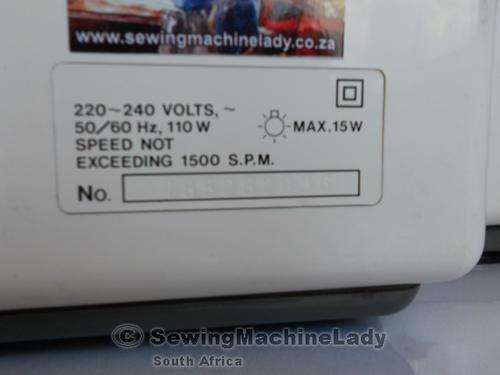 www.sewingmachinelady.co.za
220~240 VOLTS, ~
50/60 Hz, 110 W
MAX. 15 W
SPEED NOT
EXCEEDING 1500 S.P.M.
No.
© SewingMachineLady
South Africa